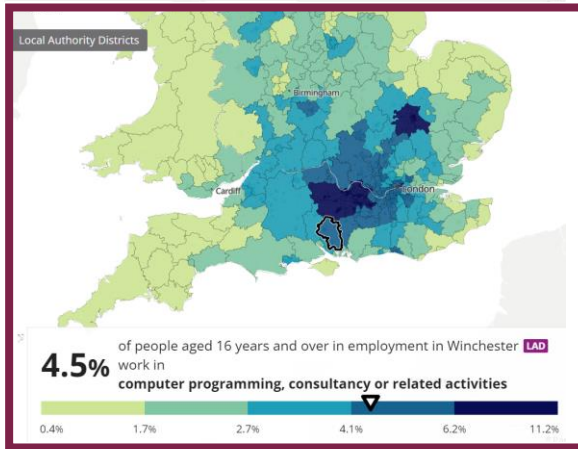 Local Authority Districts
Birmingham
Cardiff
London
4.5%
of people aged 16 years and over in employment in Winchester LAD
work in
computer programming, consultancy or related activities
0.4% 1.7% 2.7% 4.1% 6.2% 11.2%